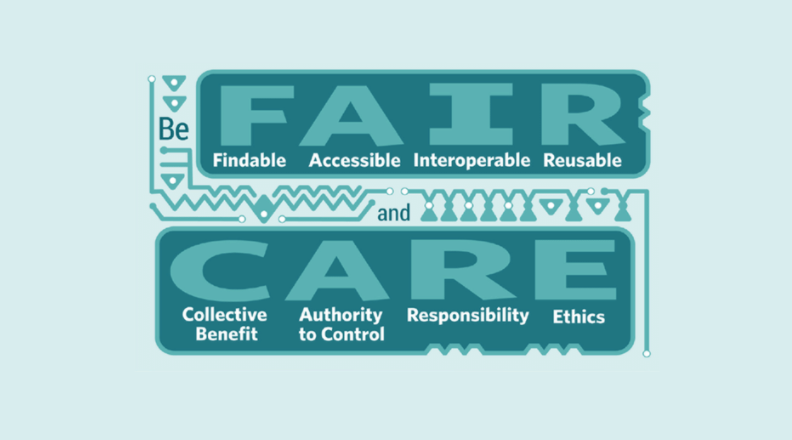 Be
FAIR
Findable Accessible Interoperable Reusable
and
CARE
Collective Benefit Authority to Control Responsibility Ethics